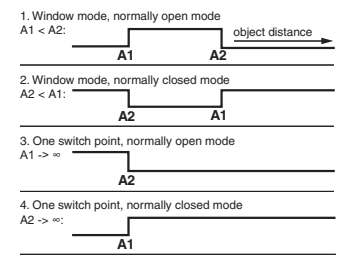 1. Window mode, normally open mode
A1 < A2:
object distance
A1 A2
2. Window mode, normally closed mode
A2 < A1:
A2 A1
3. One switch point, normally open mode
A1 -> ∞
A2
4. One switch point, normally closed mode
A2 -> ∞:
A1